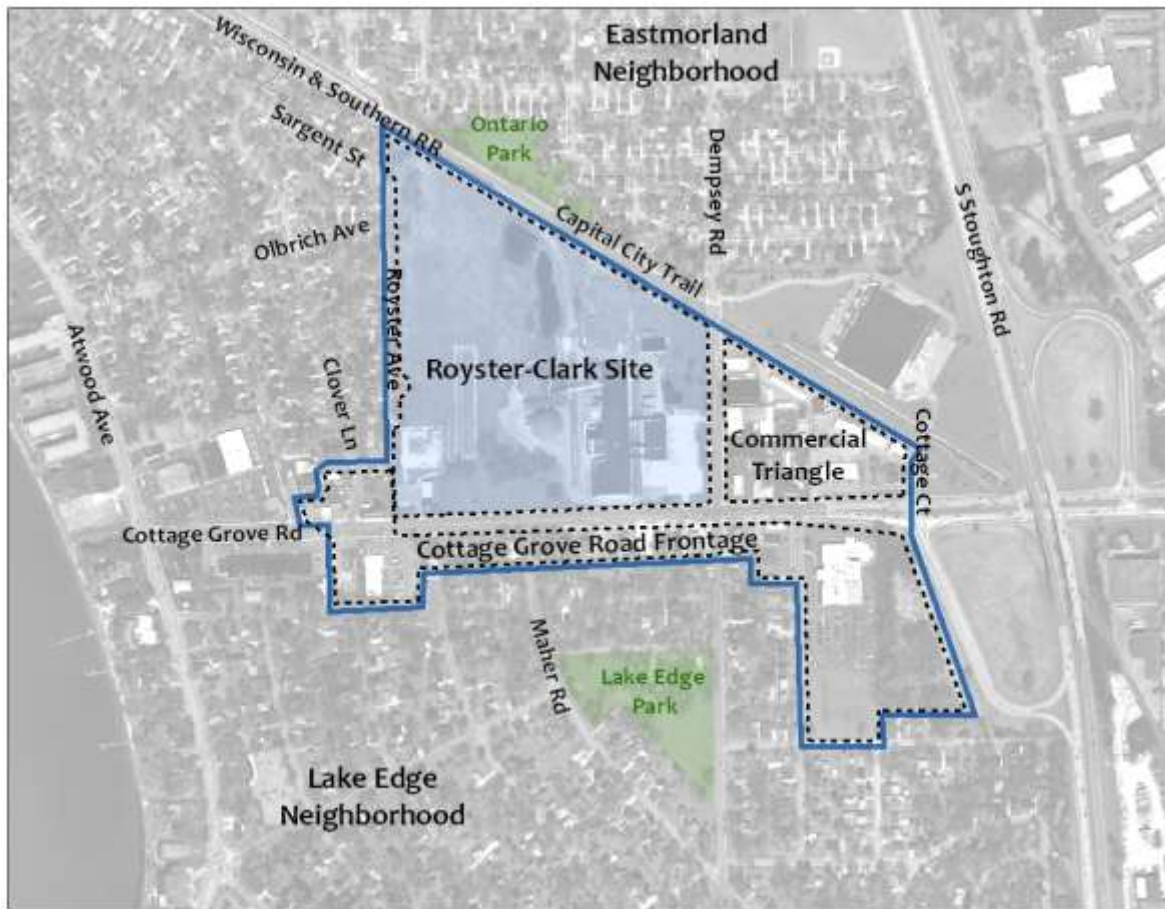 Eastmorland
Neighborhood
Wisconsin & Southern RR
Sargent St
Ontario
Park
Dempsey Rd
S Stoughton Rd
Olbrich Ave
Capital City Trail
Royster Ave
Atwood Ave
Clover Ln
Royster-Clark Site
Commercial
Triangle
Cottage Ct
Cottage Grove Rd
Cottage Grove Road Frontage
Maher Rd
Lake Edge
Park
Lake Edge
Neighborhood